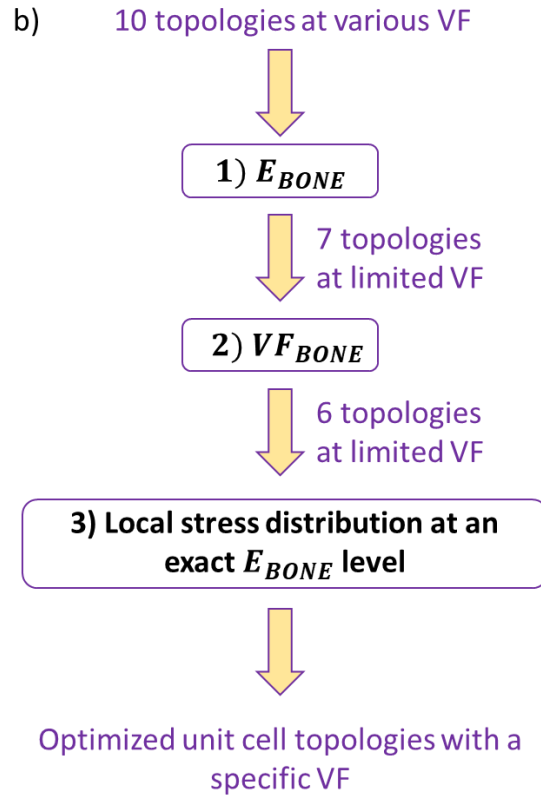 b)
10 topologies at various VF
1) E_BONE
7 topologies
at limited VF
2) VF_BONE
6 topologies
at limited VF
3) Local stress distribution at an
exact E_BONE level
Optimized unit cell topologies with a
specific VF